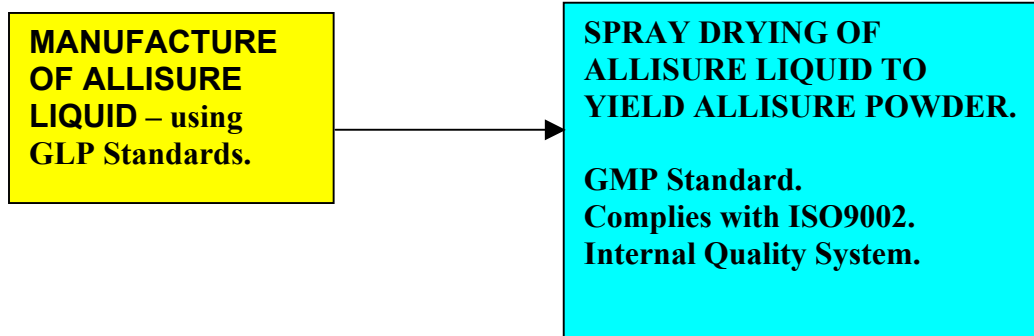 MANUFACTURE
OF ALLISURE
LIQUID – using
GLP Standards.
SPRAY DRYING OF
ALLISURE LIQUID TO
YIELD ALLISURE POWDER.
GMP Standard.
Complies with ISO9002.
Internal Quality System.